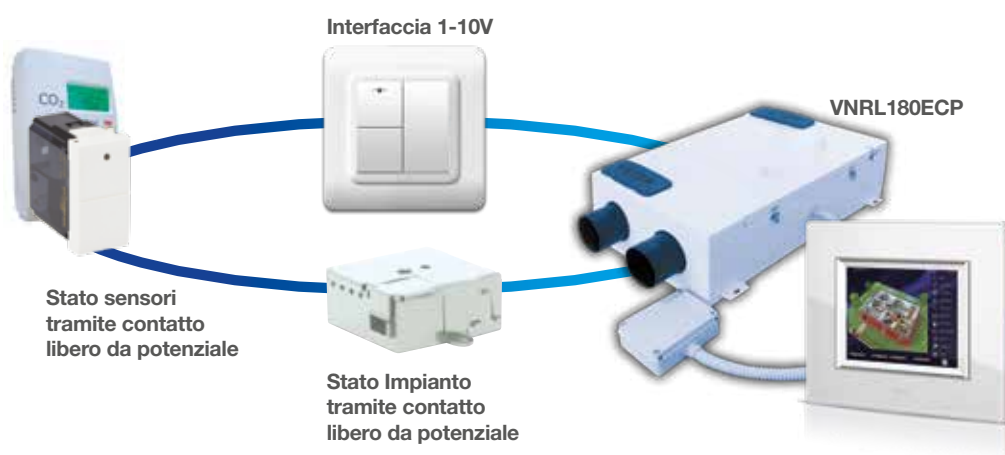 Interfaccia 1-10V
CO₂
VNRL180ECP
Stato sensori
tramite contatto
libero da potenziale
Stato Impianto
tramite contatto
libero da potenziale